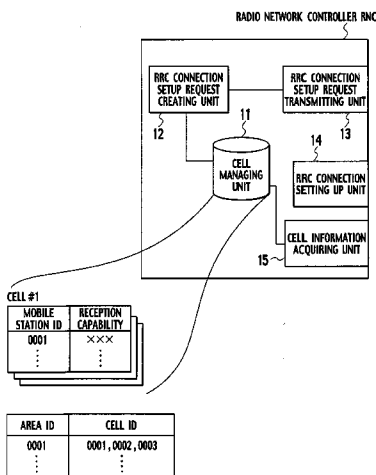 RADIO NETWORK CONTROLLER RNC
RRC CONNECTION
SETUP REQUEST
CREATING UNIT
12
RRC CONNECTION
SETUP REQUEST
TRANSMITTING UNIT
13
11
CELL
MANAGING
UNIT
14
RRC CONNECTION
SETTING UP UNIT
15
CELL INFORMATION
ACQUIRING UNIT
CELL #1
MOBILE
STATION ID
RECEPTION
CAPABILITY
0001
×××
⋮
⋮
AREA ID
CELL ID
0001
0001,0002,0003
⋮
⋮